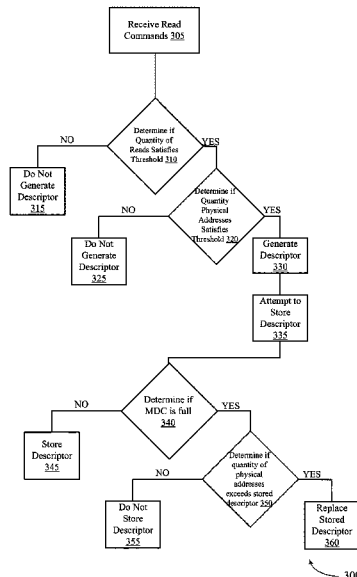 Receive Read
Commands 305
Determine if
Quantity of
Reads Satisfies
Threshold 310
NO
YES
Do Not
Generate
Descriptor
315
Determine if
Quantity
Physical
Addresses
Satisfies
Threshold 320
NO
YES
Do Not
Generate
Descriptor
325
Generate
Descriptor
330
Attempt to
Store
Descriptor
335
Determine if
MDC is full
340
NO
YES
Store
Descriptor
345
Determine if
quantity of
physical
addresses
exceeds stored
descriptor 350
NO
YES
Do Not
Store
Descriptor
355
Replace
Stored
Descriptor
360
300